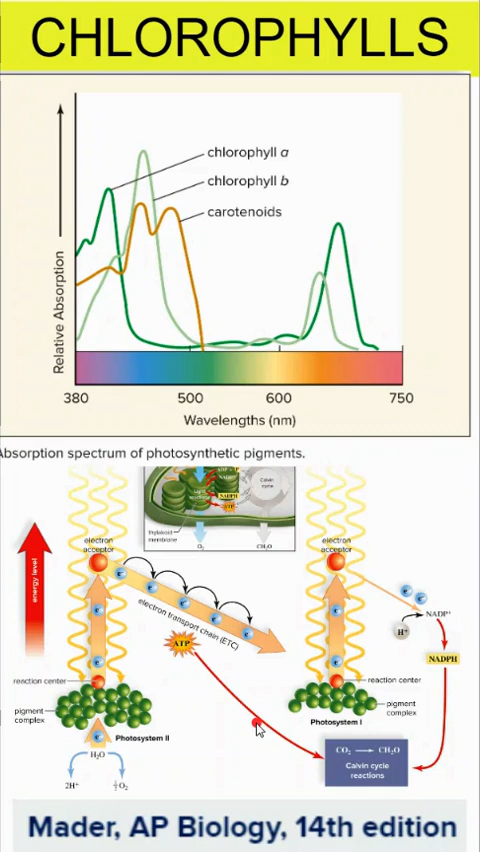 CHLOROPHYLLS
chlorophyll a
chlorophyll b
carotenoids
Relative Absorption
380
500
600
750
Wavelengths (nm)
Absorption spectrum of photosynthetic pigments.
NADPH
ATP
Calvin
cycle
thylakoid
membrane
O₂
CH₂O
energy level
electron
acceptor
e⁻
electron transport chain (ETC)
ATP
reaction center
pigment
complex
Photosystem II
H₂O
2H⁺
½O₂
electron
acceptor
NADP⁺
H⁺
NADPH
reaction center
pigment
complex
Photosystem I
CO₂ → CH₂O
Calvin cycle
reactions
Mader, AP Biology, 14th edition